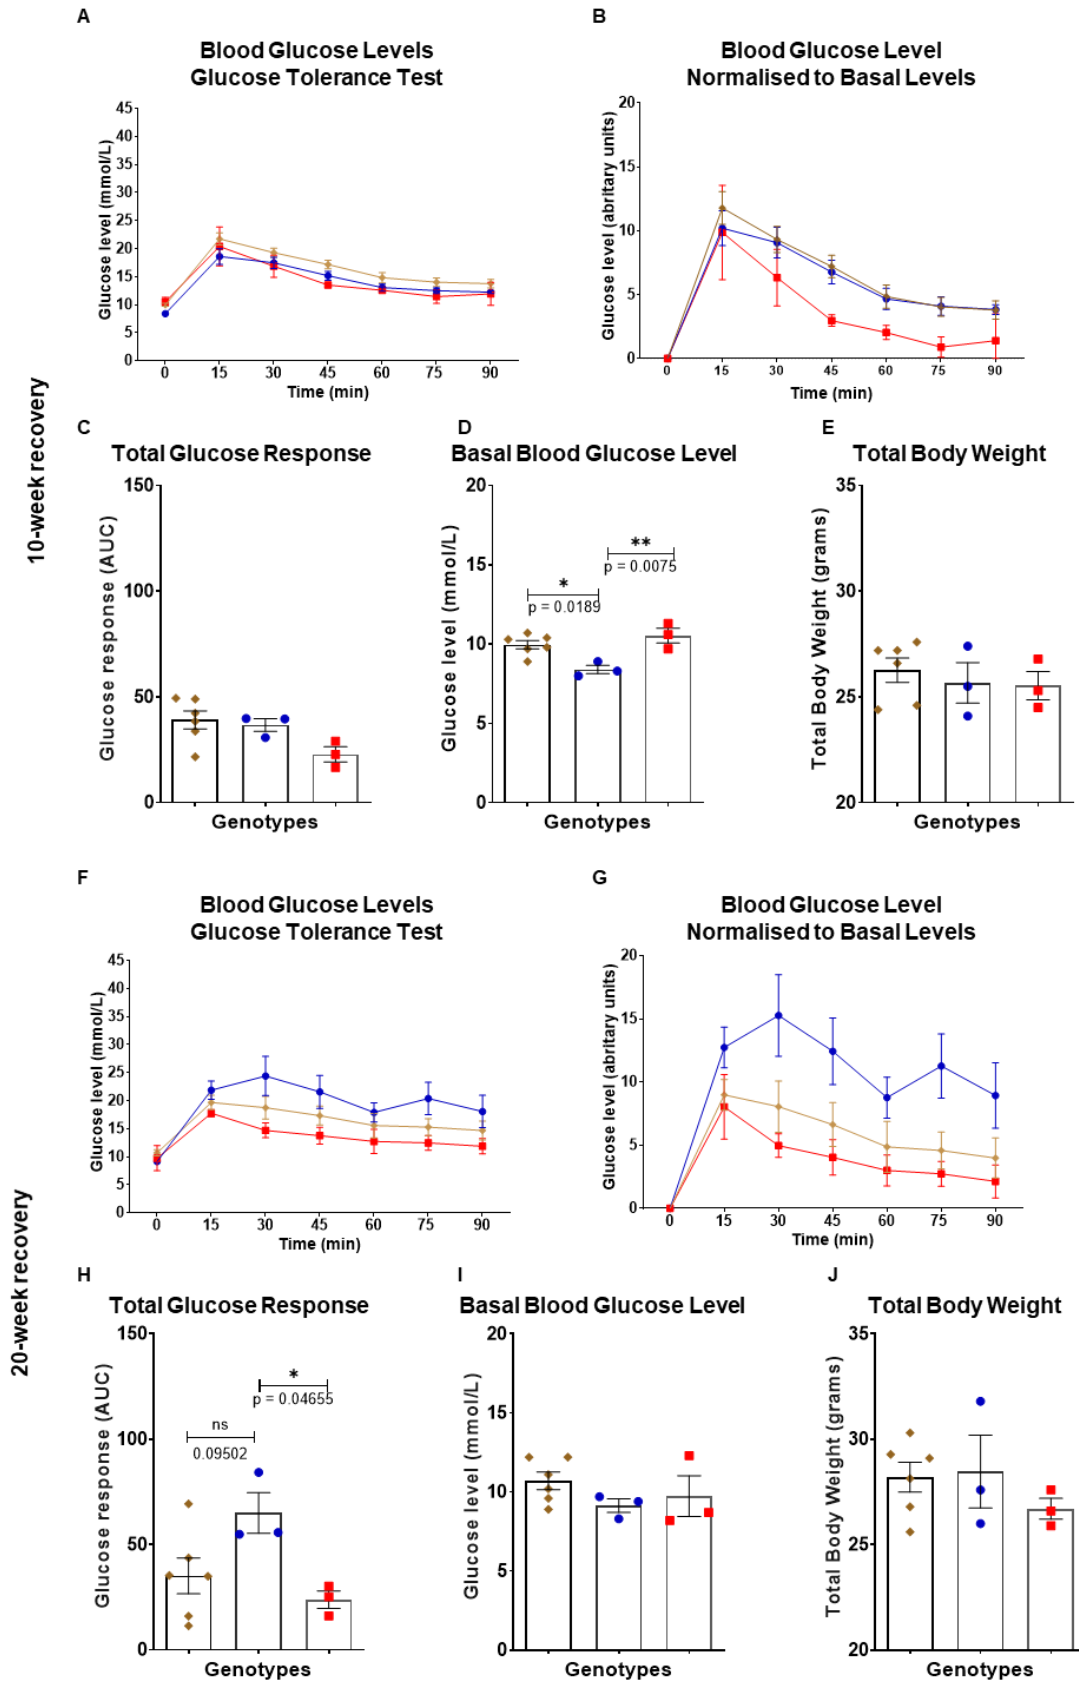 A
B
Blood Glucose Levels
Glucose Tolerance Test
Blood Glucose Level
Normalised to Basal Levels
Glucose level (mmol/L)
45
40
35
30
25
20
15
10
5
0
0 15 30 45 60 75 90
Time (min)
Glucose level (abritary units)
20
15
10
5
0
0 15 30 45 60 75 90
Time (min)
10-week recovery
C
D
E
Total Glucose Response
Basal Blood Glucose Level
Total Body Weight
Glucose response (AUC)
150
100
50
0
Genotypes
Glucose level (mmol/L)
20
15
10
5
0
*
p = 0.0189
**
p = 0.0075
Genotypes
Total Body Weight (grams)
35
30
25
20
Genotypes
F
G
Blood Glucose Levels
Glucose Tolerance Test
Blood Glucose Level
Normalised to Basal Levels
Glucose level (mmol/L)
45
40
35
30
25
20
15
10
5
0
0 15 30 45 60 75 90
Time (min)
Glucose level (abritary units)
20
15
10
5
0
0 15 30 45 60 75 90
Time (min)
20-week recovery
H
I
J
Total Glucose Response
Basal Blood Glucose Level
Total Body Weight
Glucose response (AUC)
150
100
50
0
ns
0.09502
*
p = 0.04655
Genotypes
Glucose level (mmol/L)
20
15
10
5
0
Genotypes
Total Body Weight (grams)
35
30
25
20
Genotypes